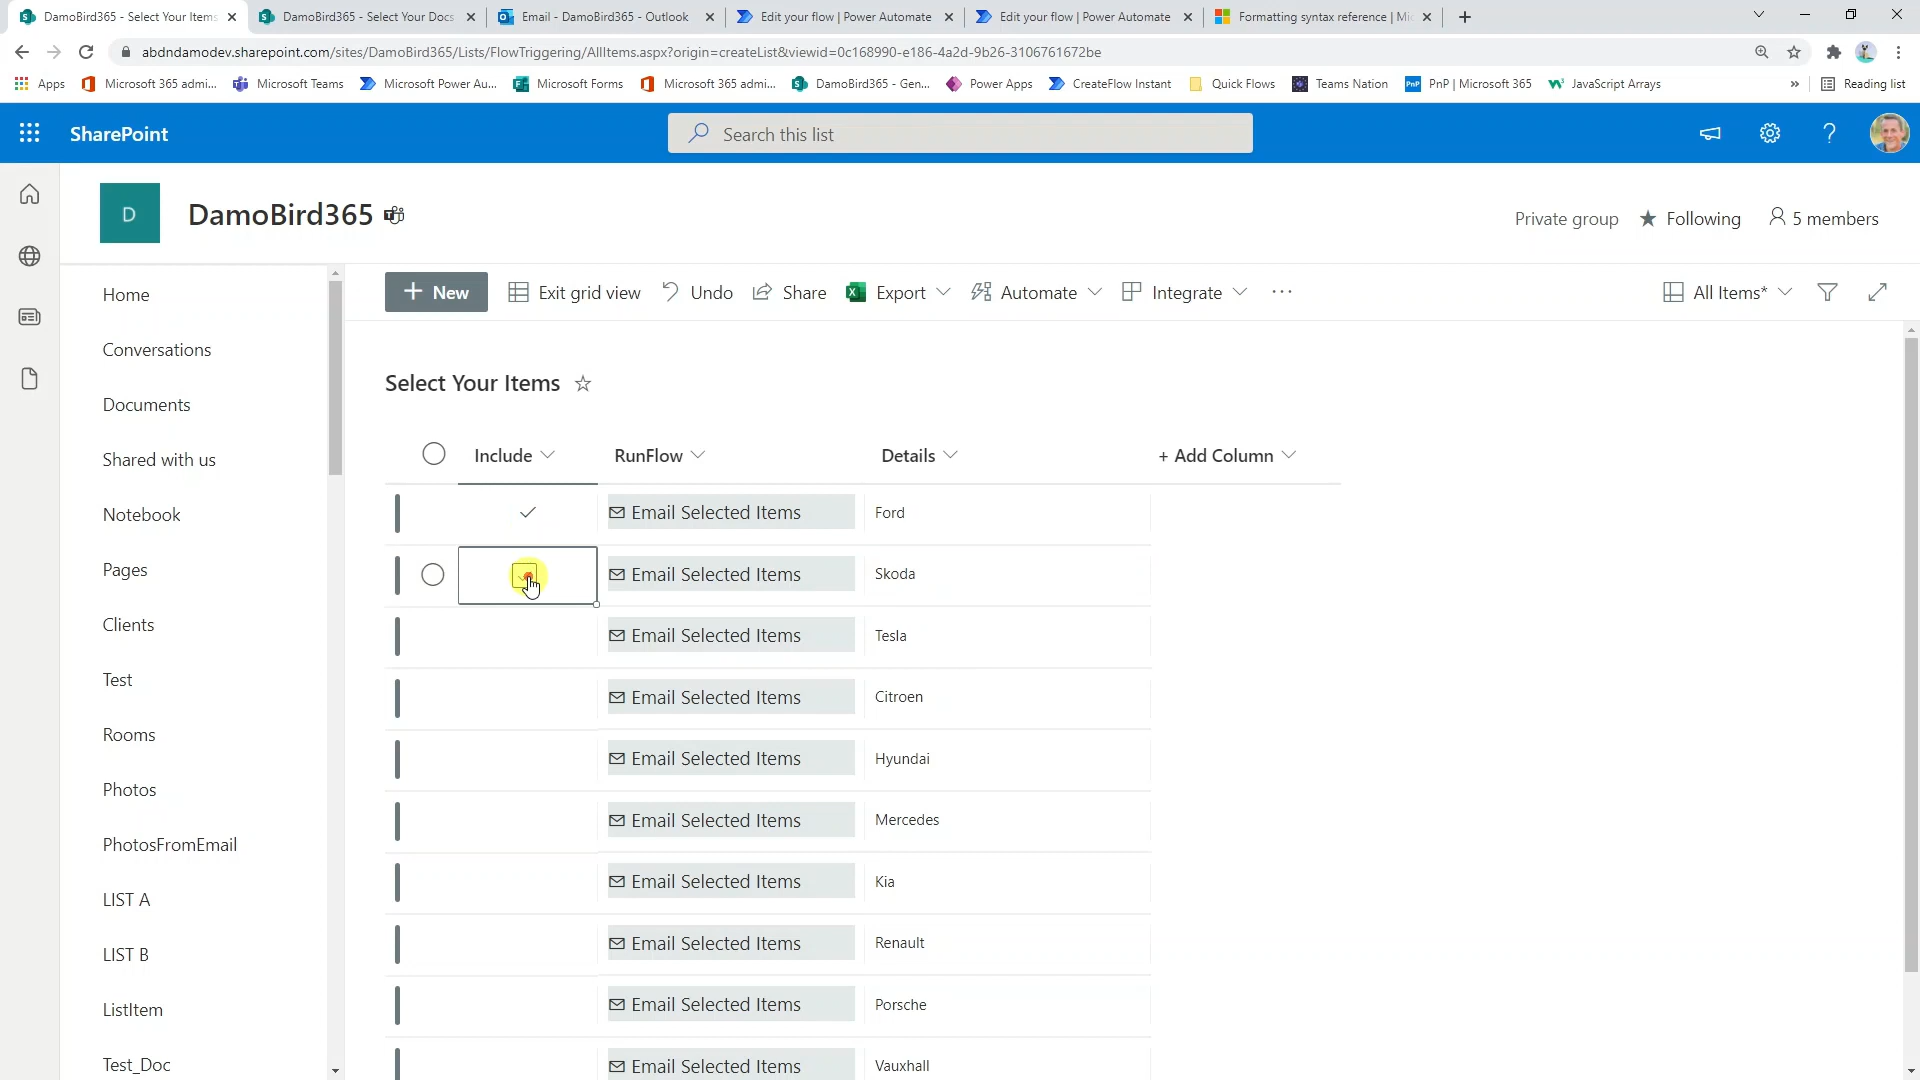 DamoBird365 - Select Your Items
DamoBird365 - Select Your Docs
Email - DamoBird365 - Outlook
Edit your flow | Power Automate
Edit your flow | Power Automate
Formatting syntax reference | Mi
abdndamodev.sharepoint.com/sites/DamoBird365/Lists/FlowTriggering/AllItems.aspx?origin=createList&viewid=0c168990-e186-4a2d-9b26-3106761672be
Apps
Microsoft 365 admi...
Microsoft Teams
Microsoft Power Au...
Microsoft Forms
Microsoft 365 admi...
DamoBird365 - Gen...
Power Apps
CreateFlow Instant
Quick Flows
Teams Nation
PnP
PnP | Microsoft 365
JavaScript Arrays
»
Reading list
SharePoint
Search this list
D
DamoBird365
Private group
Following
5 members
Home
Conversations
Documents
Shared with us
Notebook
Pages
Clients
Test
Rooms
Photos
PhotosFromEmail
LIST A
LIST B
ListItem
Test_Doc
+ New
Exit grid view
Undo
Share
Export
Automate
Integrate
...
All Items*
Select Your Items
Include
RunFlow
Details
+ Add Column
Email Selected Items Ford
Email Selected Items Skoda
Email Selected Items Tesla
Email Selected Items Citroen
Email Selected Items Hyundai
Email Selected Items Mercedes
Email Selected Items Kia
Email Selected Items Renault
Email Selected Items Porsche
Email Selected Items Vauxhall